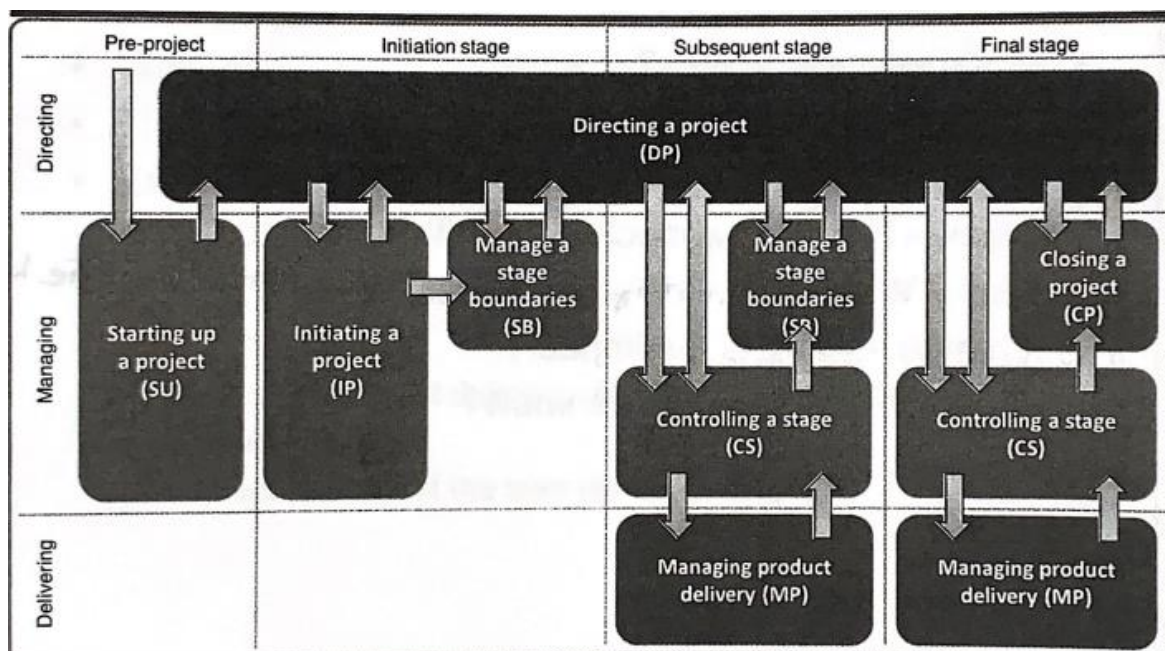 Pre-project
Initiation stage
Subsequent stage
Final stage
Directing
Directing a project
(DP)
Managing
Starting up
a project
(SU)
Initiating a
project
(IP)
Manage a
stage
boundaries
(SB)
Manage a
stage
boundaries
(SB)
Closing a
project
(CP)
Controlling a stage
(CS)
Controlling a stage
(CS)
Delivering
Managing product
delivery (MP)
Managing product
delivery (MP)